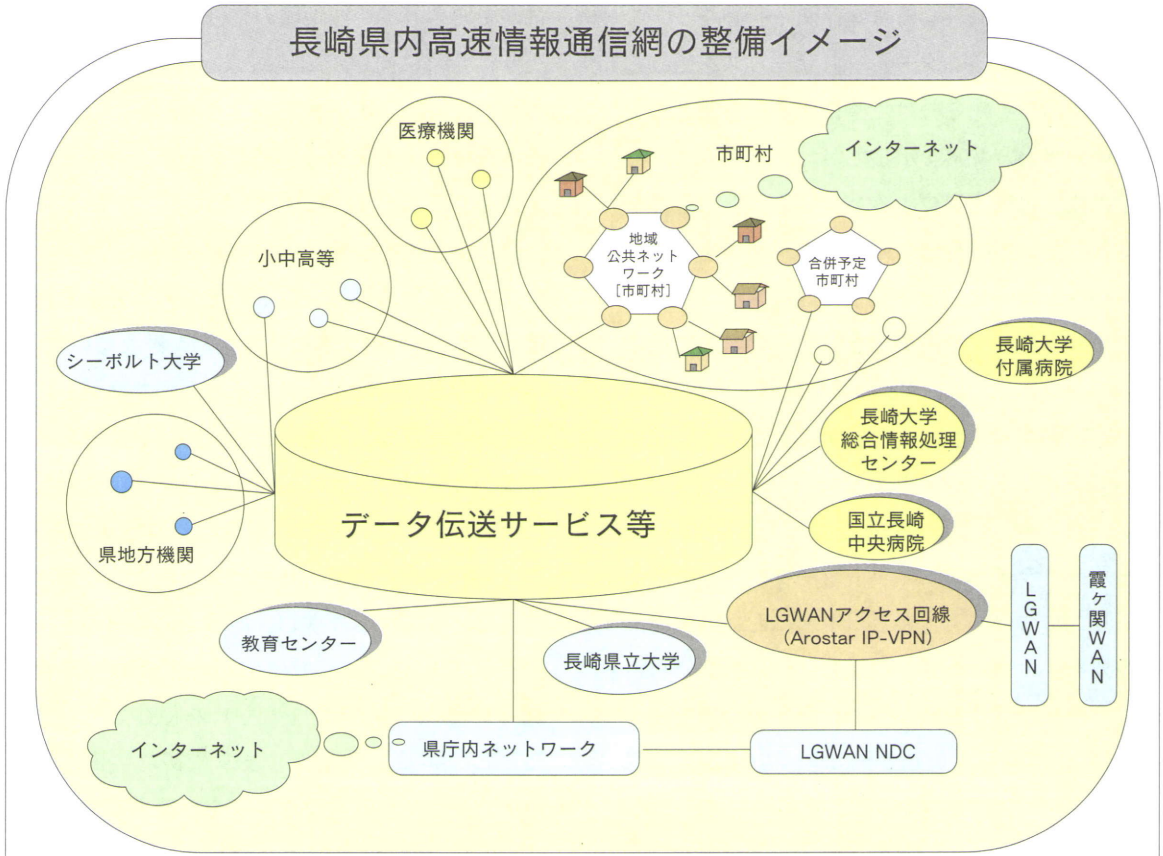 長崎県内高速情報通信網の整備イメージ
医療機関
市町村
インターネット
小中高等
地域
公共ネット
ワーク
[市町村]
合併予定
市町村
シーボルト大学
長崎大学
付属病院
長崎大学
総合情報処理
センター
データ伝送サービス等
国立長崎
中央病院
県地方機関
LGWANアクセス回線
(Arostar IP-VPN)
LGWAN
霞ヶ関WAN
教育センター
長崎県立大学
インターネット
県庁内ネットワーク
LGWAN NDC